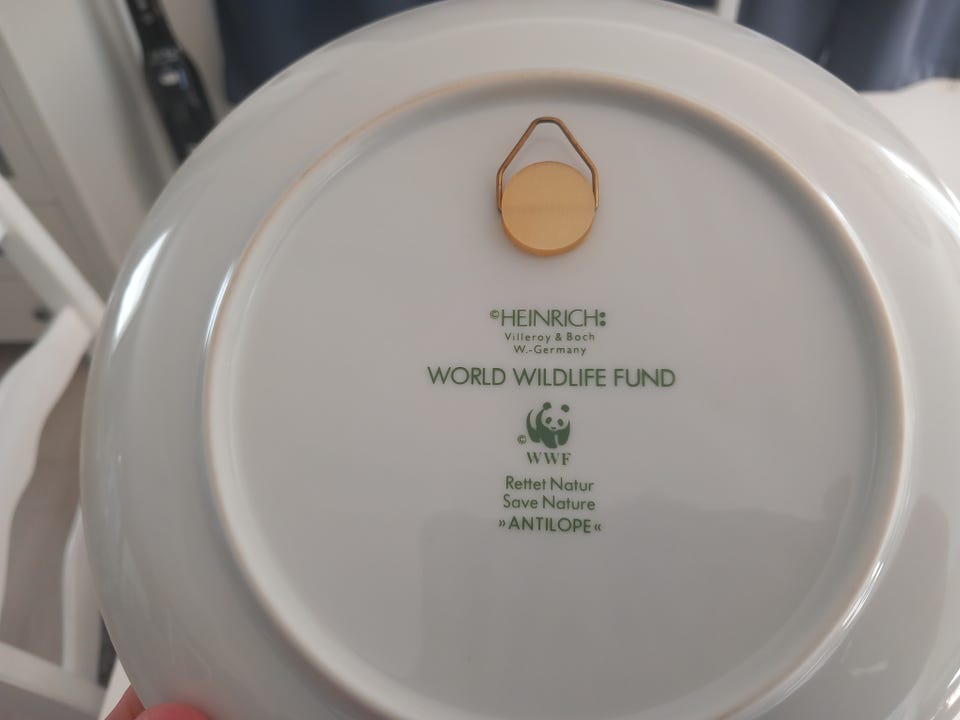 ©HEINRICH:
Villeroy & Boch
W.-Germany
WORLD WILDLIFE FUND
©
WWF
Rettet Natur
Save Nature
»ANTILOPE«